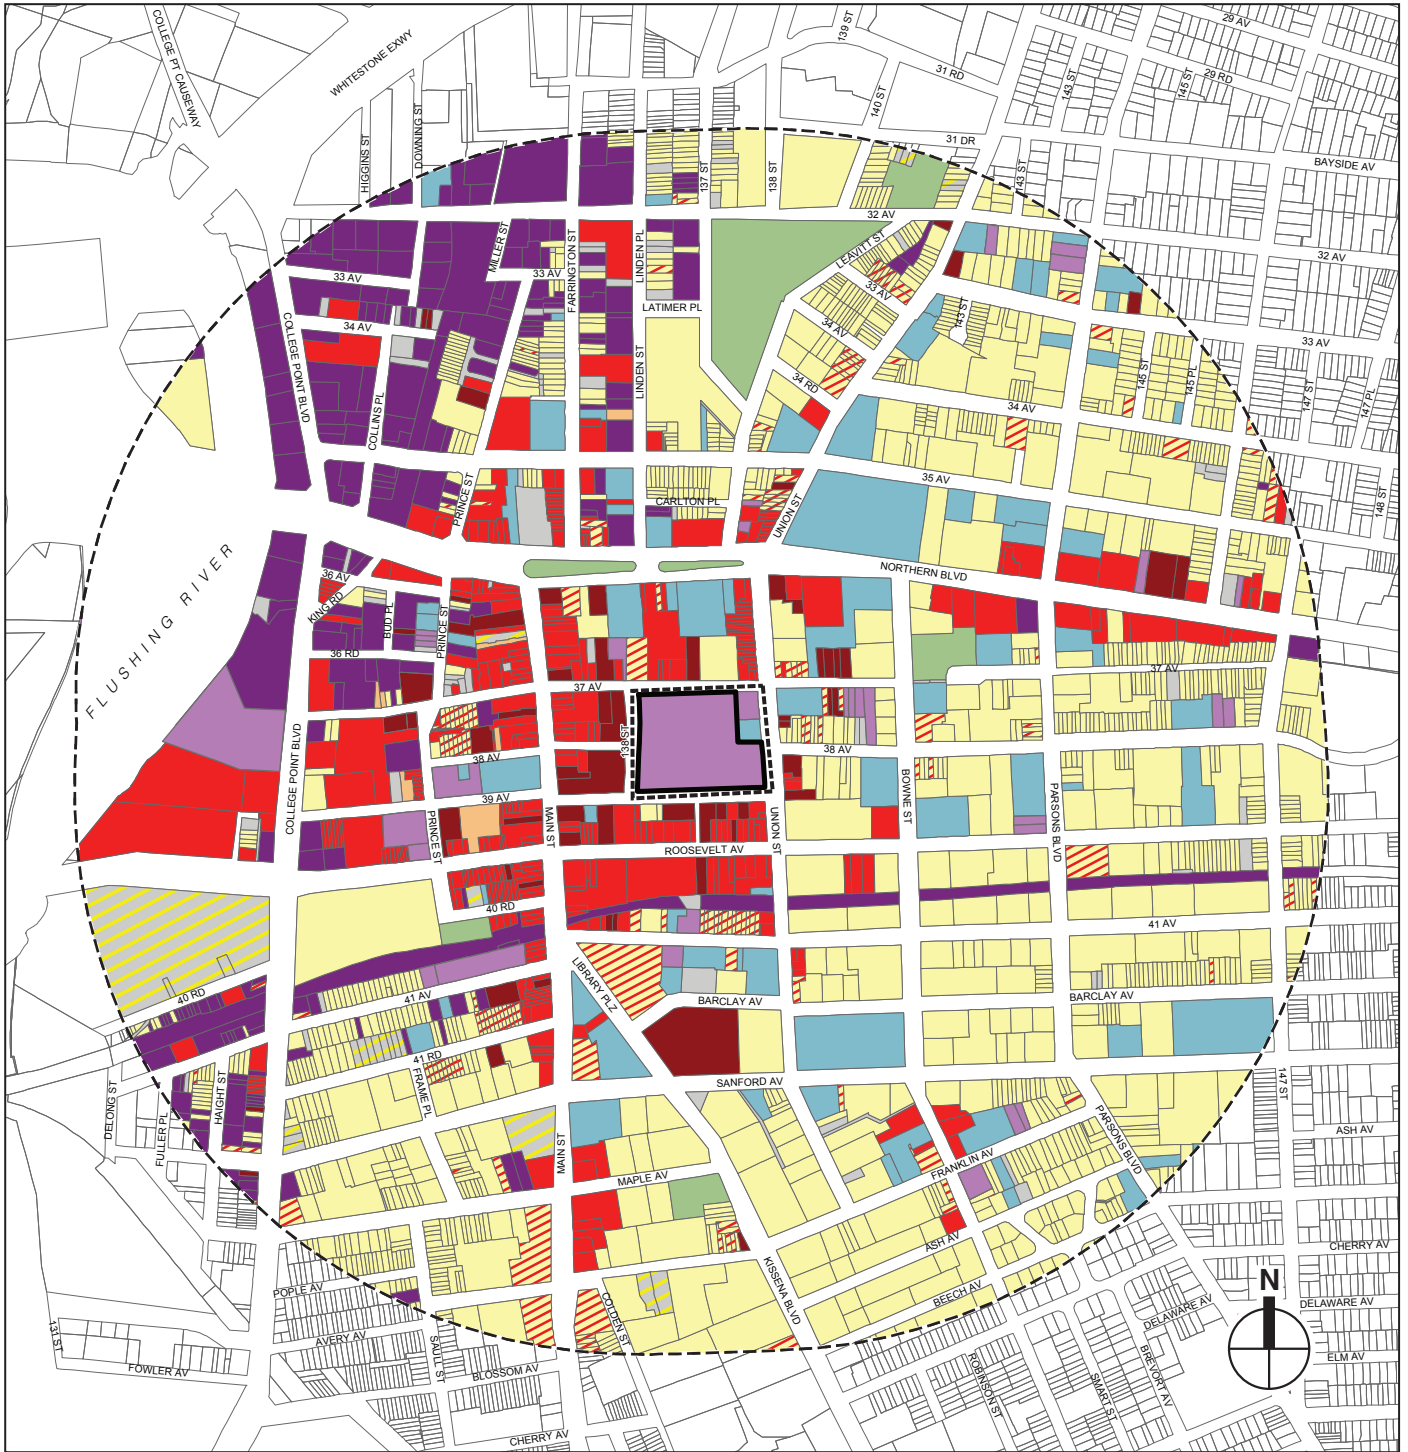 COLLEGE PT CAUSEWAY
WHITESTONE EXWY
139 ST
29 AV
31 RD
29 RD
143 ST
145 ST
140 ST
HIGGINS ST
DOWNING ST
31 DR
BAYSIDE AV
137 ST
138 ST
143 ST
32 AV
32 AV
MILLER ST
FARRINGTON ST
LINDEN PL
LEAVITT ST
33 AV
33 AV
33 AV
LATIMER PL
143 ST
34 AV
34 AV
33 AV
COLLEGE POINT BLVD
LINDEN ST
34 RD
145 ST
145 PL
147 ST
147 PL
COLLINS PL
34 AV
PRINCE ST
CARLTON PL
UNION ST
35 AV
148 ST
FLUSHING RIVER
NORTHERN BLVD
36 AV
KING RD
BUD PL
PRINCE ST
36 RD
37 AV
37 AV
138 ST
38 AV
38 AV
COLLEGE POINT BLVD
39 AV
BOWNE ST
PARSONS BLVD
PRINCE ST
MAIN ST
UNION ST
ROOSEVELT AV
40 RD
41 AV
LIBRARY PLZ
40 RD
41 AV
BARCLAY AV
BARCLAY AV
41 RD
SANFORD AV
DELONG ST
FULLER PL
HAIGHT ST
FRAME PL
PARSONS BLVD
147 ST
ASH AV
MAIN ST
MAPLE AV
FRANKLIN AV
ASH AV
CHERRY AV
KISSENA BLVD
N
POPLE AV
BEECH AV
DELAWARE AV
DELAWARE AV
131 ST
AVERY AV
SAULL ST
COLDEN ST
FOWLER AV
BLOSSOM AV
ROBINSON ST
SMART ST
BREVORT AV
ELM AV
CHERRY AV